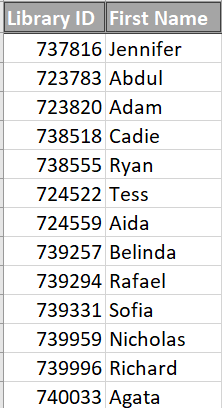 Library ID First Name
737816 Jennifer
723783 Abdul
723820 Adam
738518 Cadie
738555 Ryan
724522 Tess
724559 Aida
739257 Belinda
739294 Rafael
739331 Sofia
739959 Nicholas
739996 Richard
740033 Agata